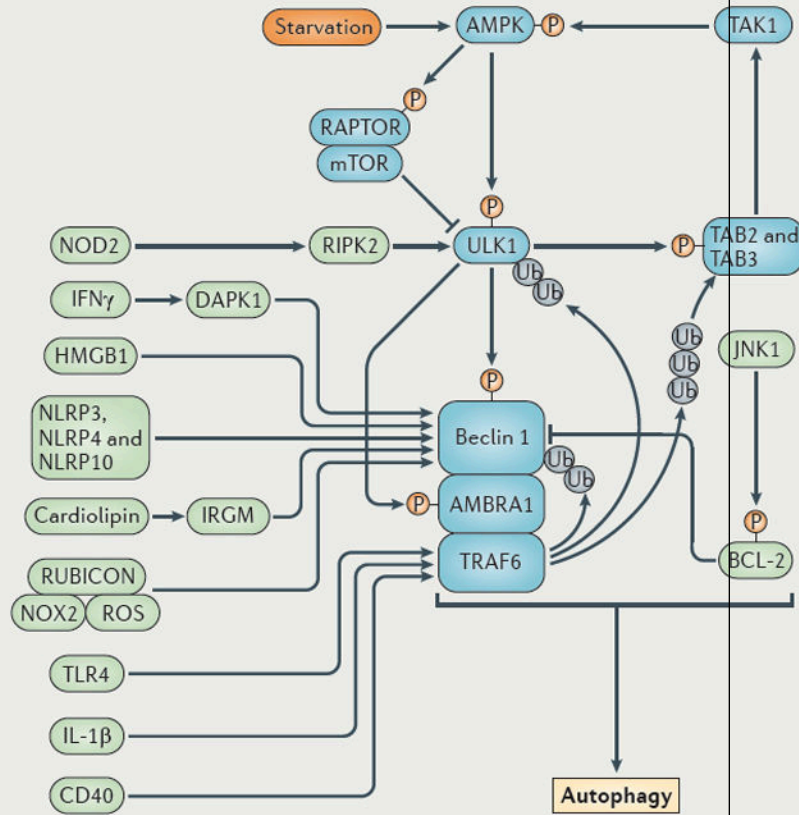 Starvation
AMPK
P
TAK1
P
RAPTOR
mTOR
P
NOD2
RIPK2
ULK1
P
TAB2 and
TAB3
Ub
Ub
IFNγ
DAPK1
HMGB1
Ub
Ub
Ub
JNK1
P
NLRP3,
NLRP4 and
NLRP10
Beclin 1
Ub
Ub
Cardiolipin
IRGM
P
AMBRA1
P
RUBICON
NOX2
ROS
TRAF6
BCL-2
TLR4
IL-1β
CD40
Autophagy